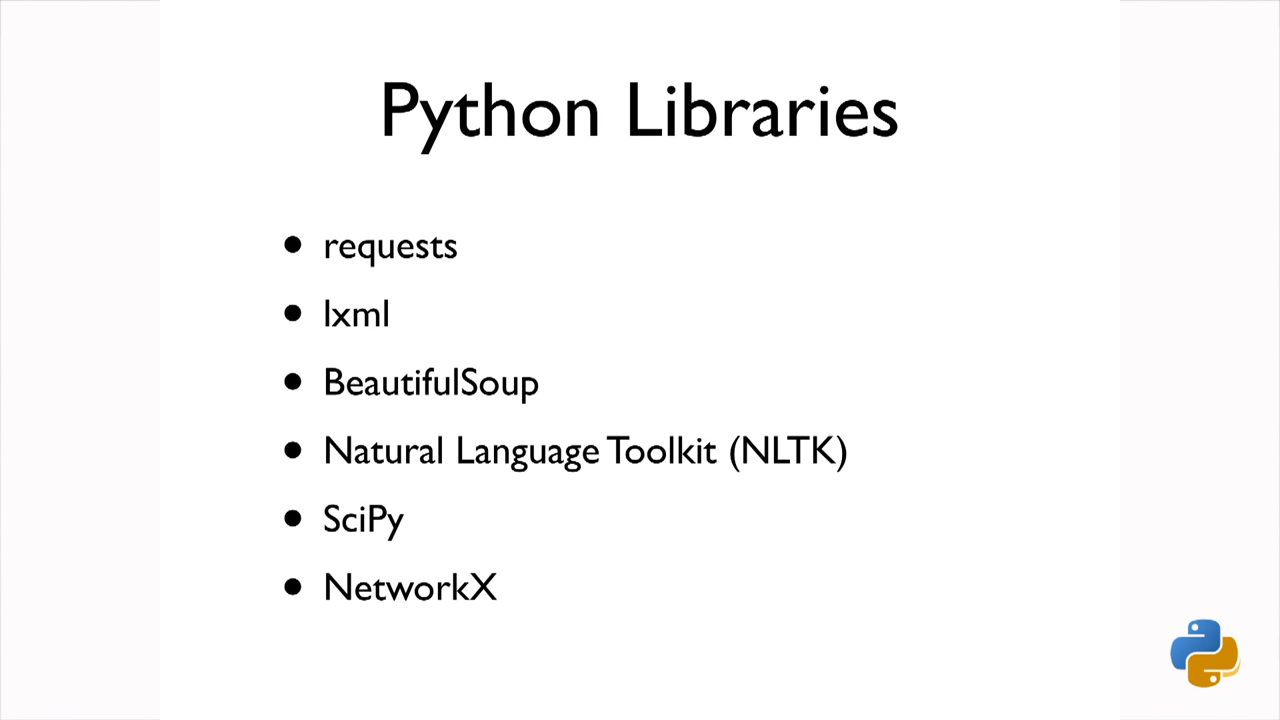 Python Libraries
• requests
• lxml
• BeautifulSoup
• Natural Language Toolkit (NLTK)
• SciPy
• NetworkX